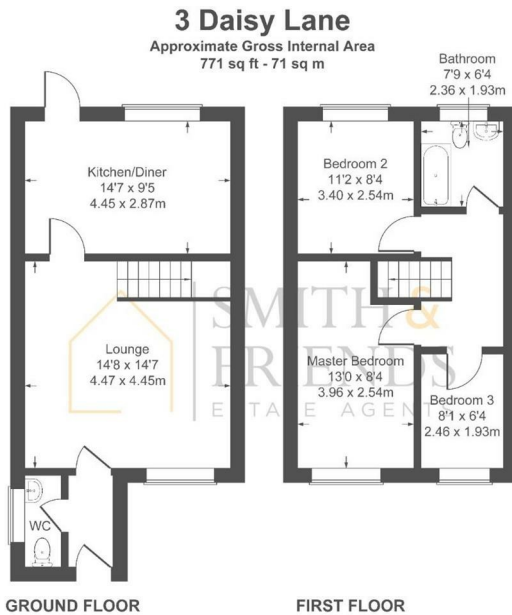 3 Daisy Lane
Approximate Gross Internal Area
771 sq ft - 71 sq m
Bathroom
7'9 x 6'4
2.36 x 1.93m
Kitchen/Diner
14'7 x 9'5
4.45 x 2.87m
Bedroom 2
11'2 x 8'4
3.40 x 2.54m
SMITH &
FRIENDS
ESTATE AGENTS
Lounge
14'8 x 14'7
4.47 x 4.45m
Master Bedroom
13'0 x 8'4
3.96 x 2.54m
Bedroom 3
8'1 x 6'4
2.46 x 1.93m
WC
GROUND FLOOR
FIRST FLOOR